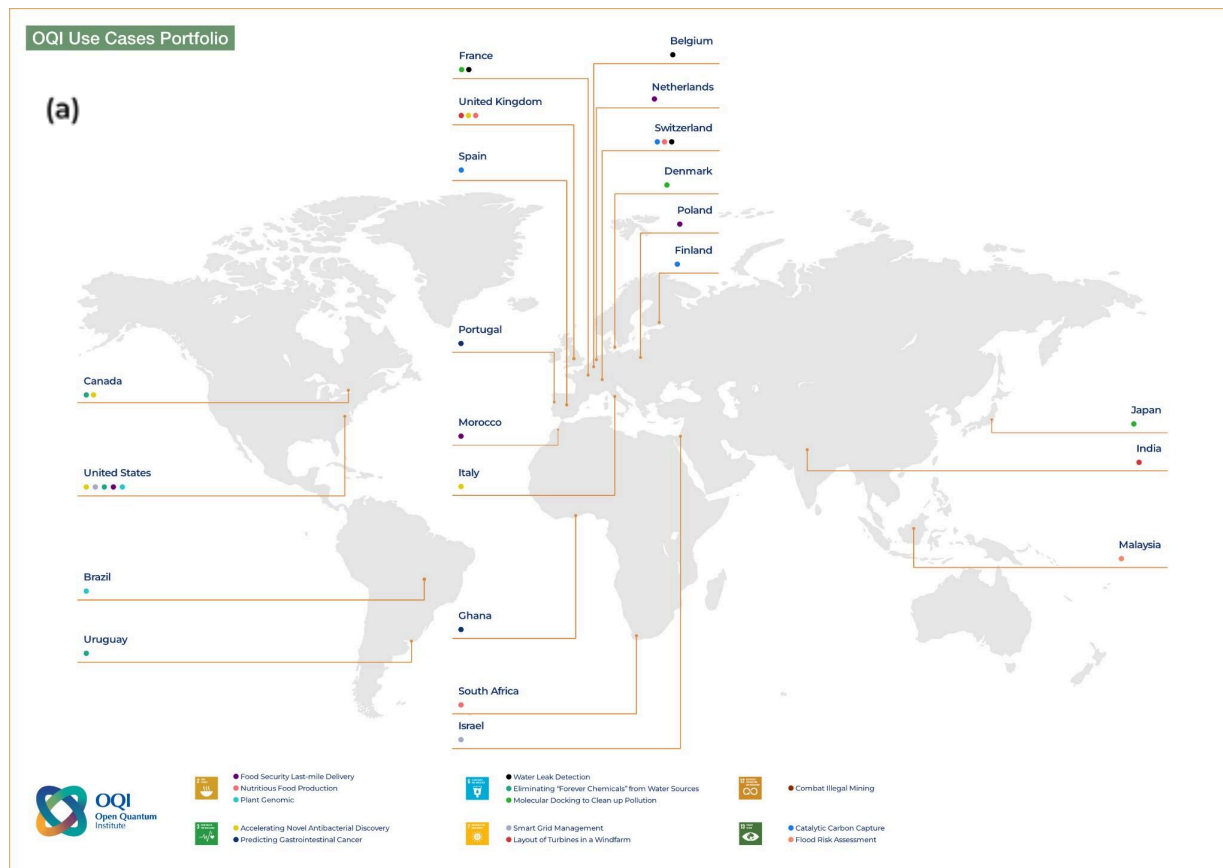 OQI Use Cases Portfolio
(a)
France
United Kingdom
Spain
Belgium
Netherlands
Switzerland
Denmark
Poland
Finland
Portugal
Canada
Morocco
Japan
India
United States
Italy
Malaysia
Brazil
Ghana
Uruguay
South Africa
Israel
OQI
Open Quantum
Institute
Food Security Last-mile Delivery
Nutritious Food Production
Plant Genomic
Accelerating Novel Antibacterial Discovery
Predicting Gastrointestinal Cancer
Water Leak Detection
Eliminating “Forever Chemicals” from Water Sources
Molecular Docking to Clean up Pollution
Smart Grid Management
Layout of Turbines in a Windfarm
Combat Illegal Mining
Catalytic Carbon Capture
Flood Risk Assessment